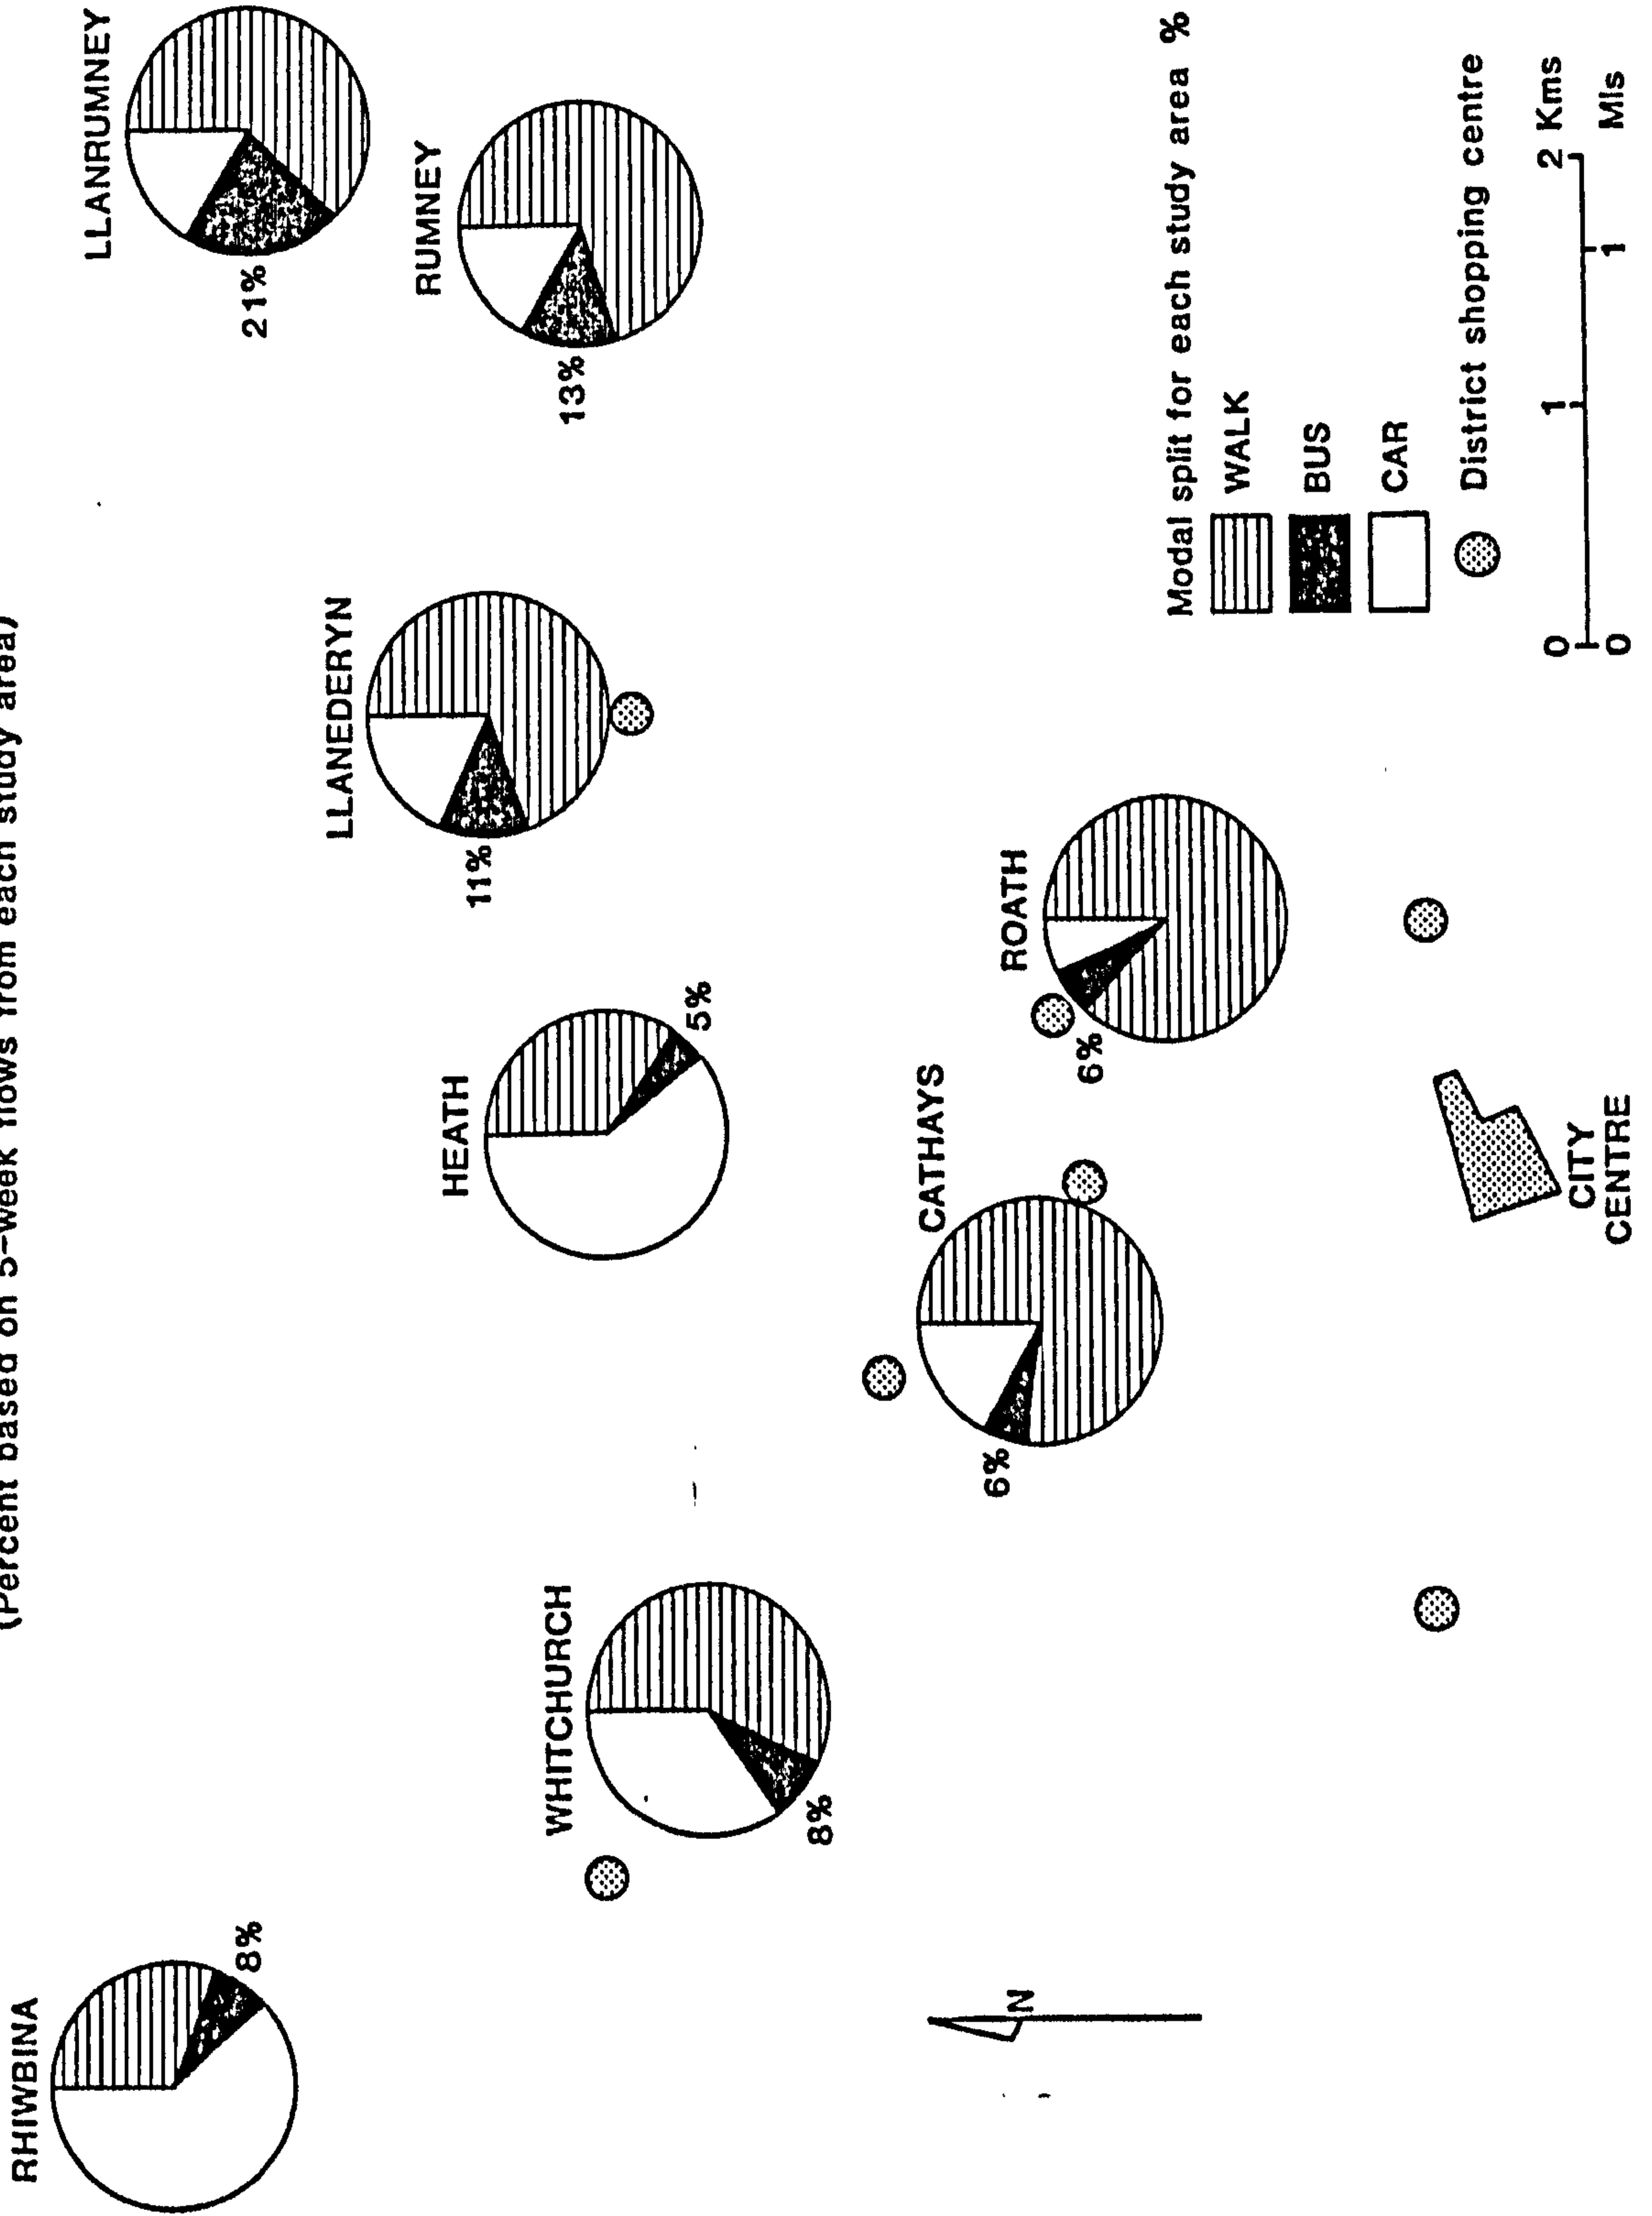 (Percent based on 5-week flows from each study area)
RHIWBINA
8%
LLANRUMNEY
21%
LLANEDERYN
11%
RUMNEY
13%
HEATH
5%
WHITCHURCH
8%
CATHAYS
6%
ROATH
6%
N
CITY
CENTRE
Modal split for each study area %
WALK
BUS
CAR
District shopping centre
0 1 2 Kms
0 1 Mls